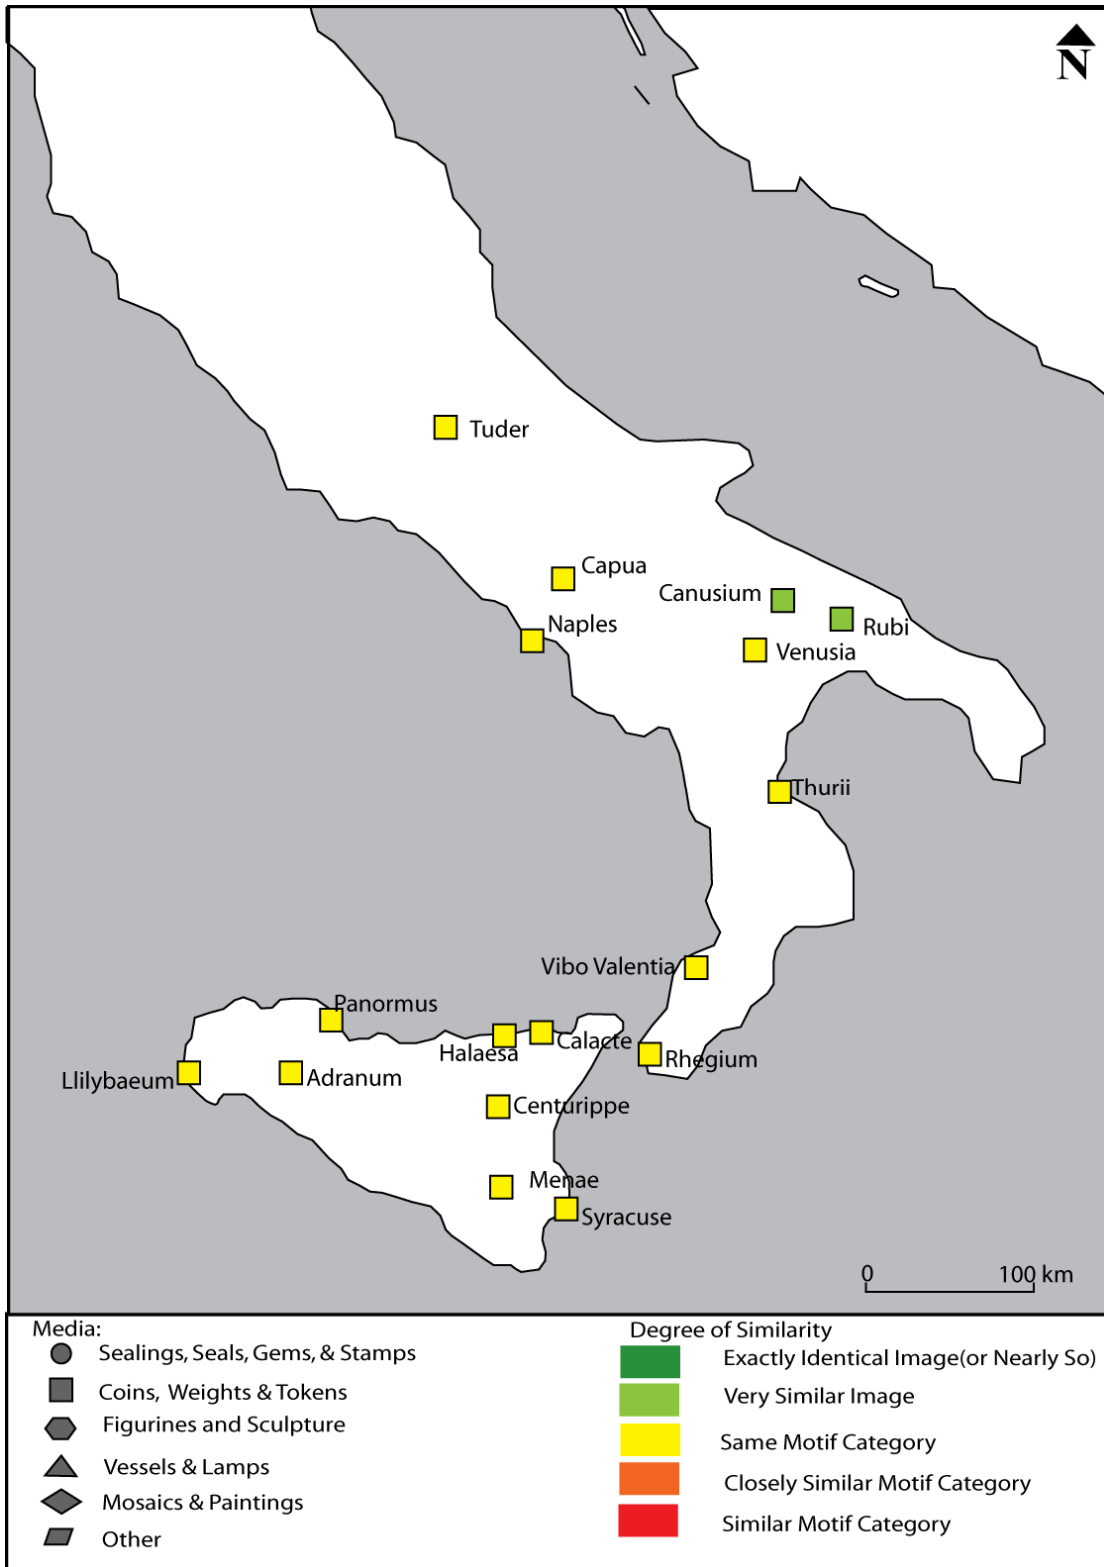 N
Tuder
Capua
Canusium
Naples
Rubi
Venusia
Thurii
Vibo Valentia
Panormus
Calacte
Halaesa
Rhegium
Llilybaeum
Adranum
Centurippe
Menae
Syracuse
0 100 km
Media:
Sealings, Seals, Gems, & Stamps
Coins, Weights & Tokens
Figurines and Sculpture
Vessels & Lamps
Mosaics & Paintings
Other
Degree of Similarity
Exactly Identical Image(or Nearly So)
Very Similar Image
Same Motif Category
Closely Similar Motif Category
Similar Motif Category